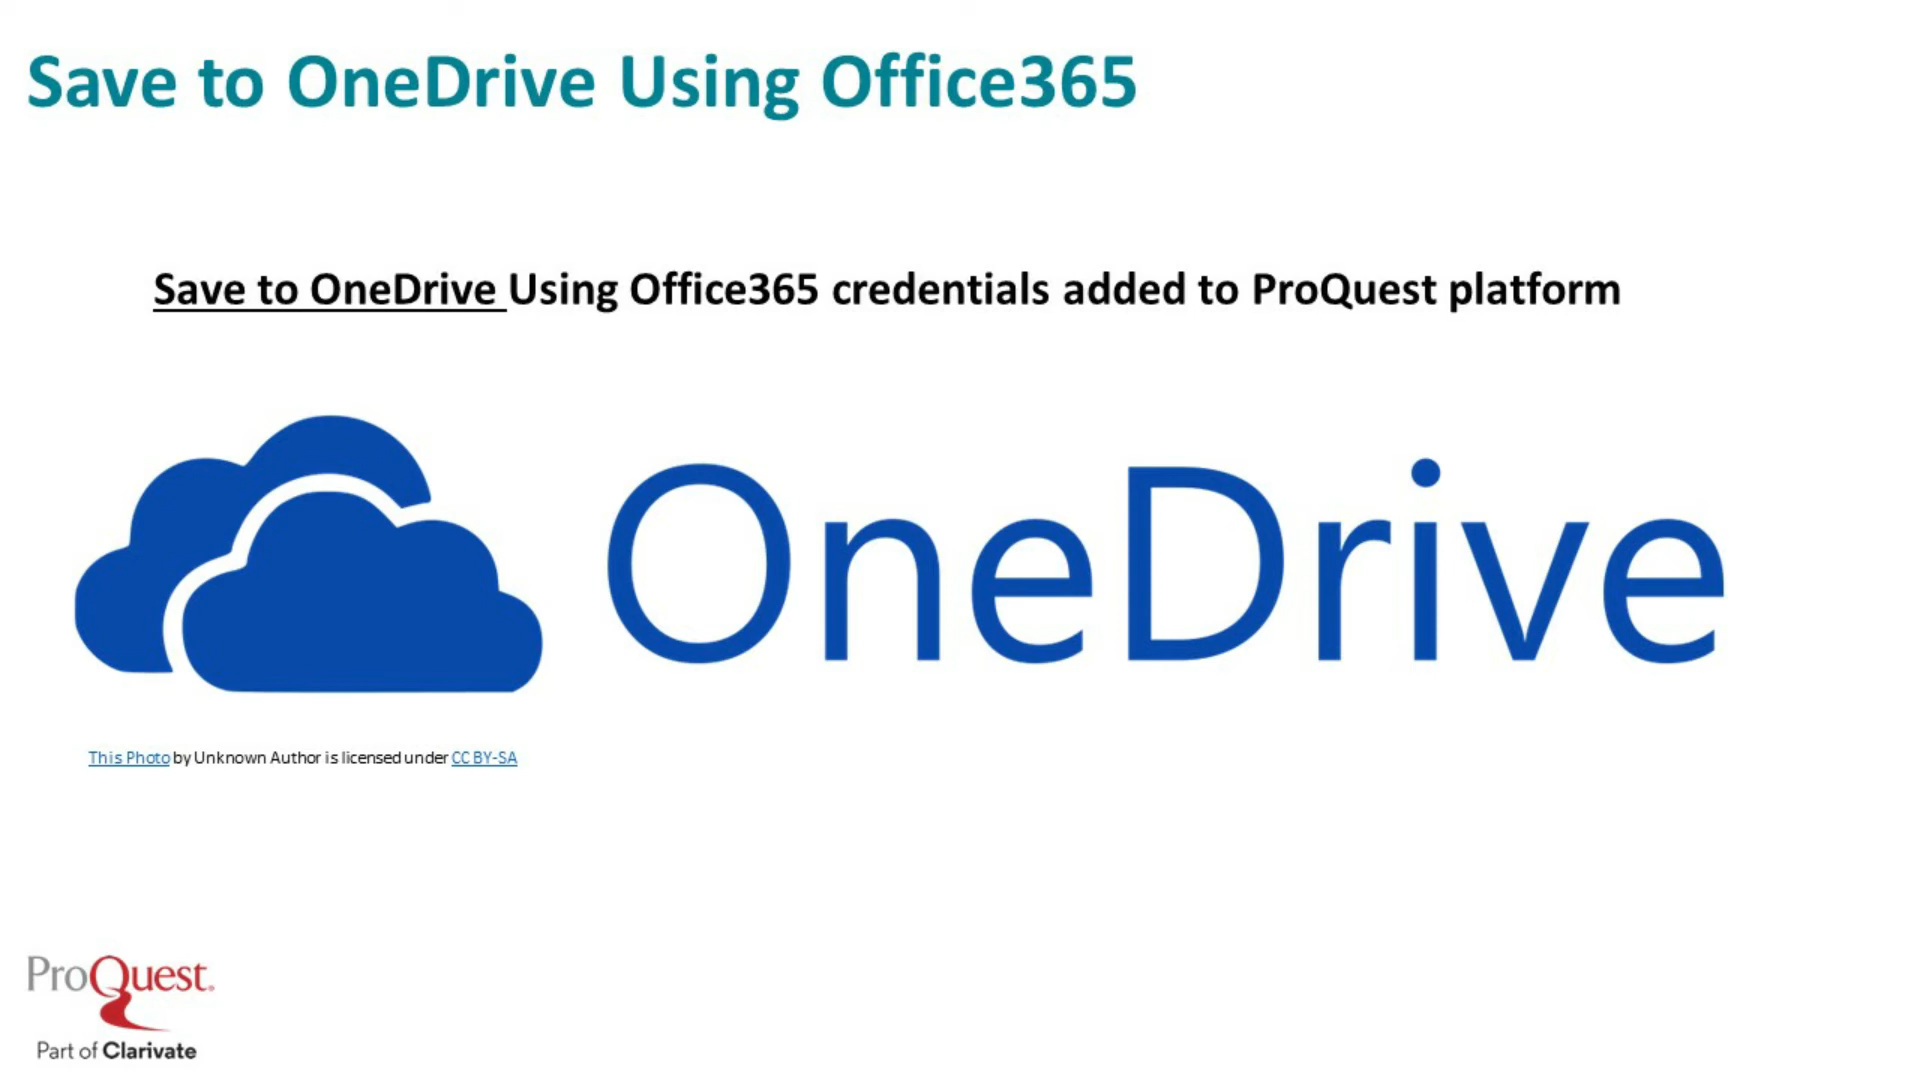 Save to OneDrive Using Office365
Save to OneDrive Using Office365 credentials added to ProQuest platform
OneDrive
This Photo by Unknown Author is licensed under CC BY-SA
ProQuest®
Part of Clarivate